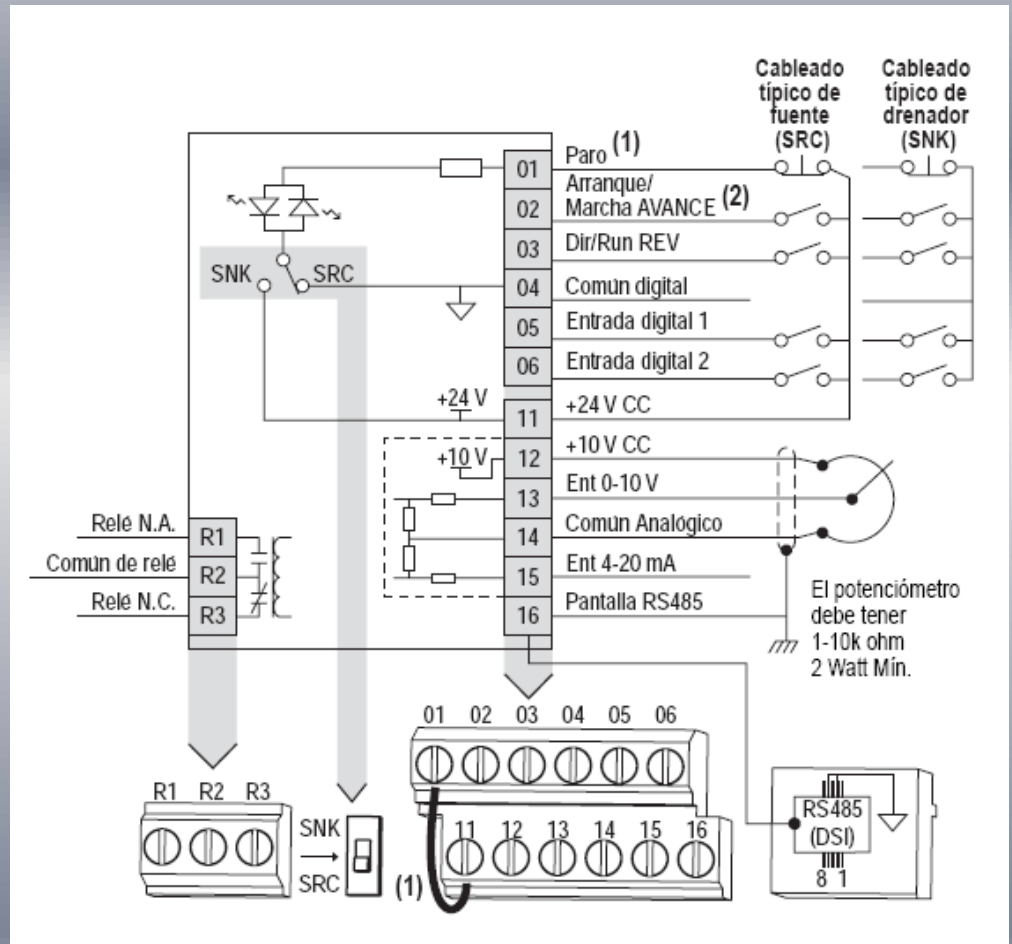 Cableado
típico de
fuente
(SRC)
Cableado
típico de
drenador
(SNK)
01 Paro (1)
02 Arranque/
Marcha AVANCE (2)
03 Dir/Run REV
SNK SRC
04 Común digital
05 Entrada digital 1
06 Entrada digital 2
+24 V 11 +24 V CC
+10 V 12 +10 V CC
13 Ent 0-10 V
14 Común Analógico
15 Ent 4-20 mA
16 Pantalla RS485
Relé N.A. R1
Común de relé R2
Relé N.C. R3
El potenciómetro
debe tener
1-10k ohm
2 Watt Mín.
01 02 03 04 05 06
11 12 13 14 15 16
R1 R2 R3
SNK
SRC
(1)
RS485
(DSI)
8 1